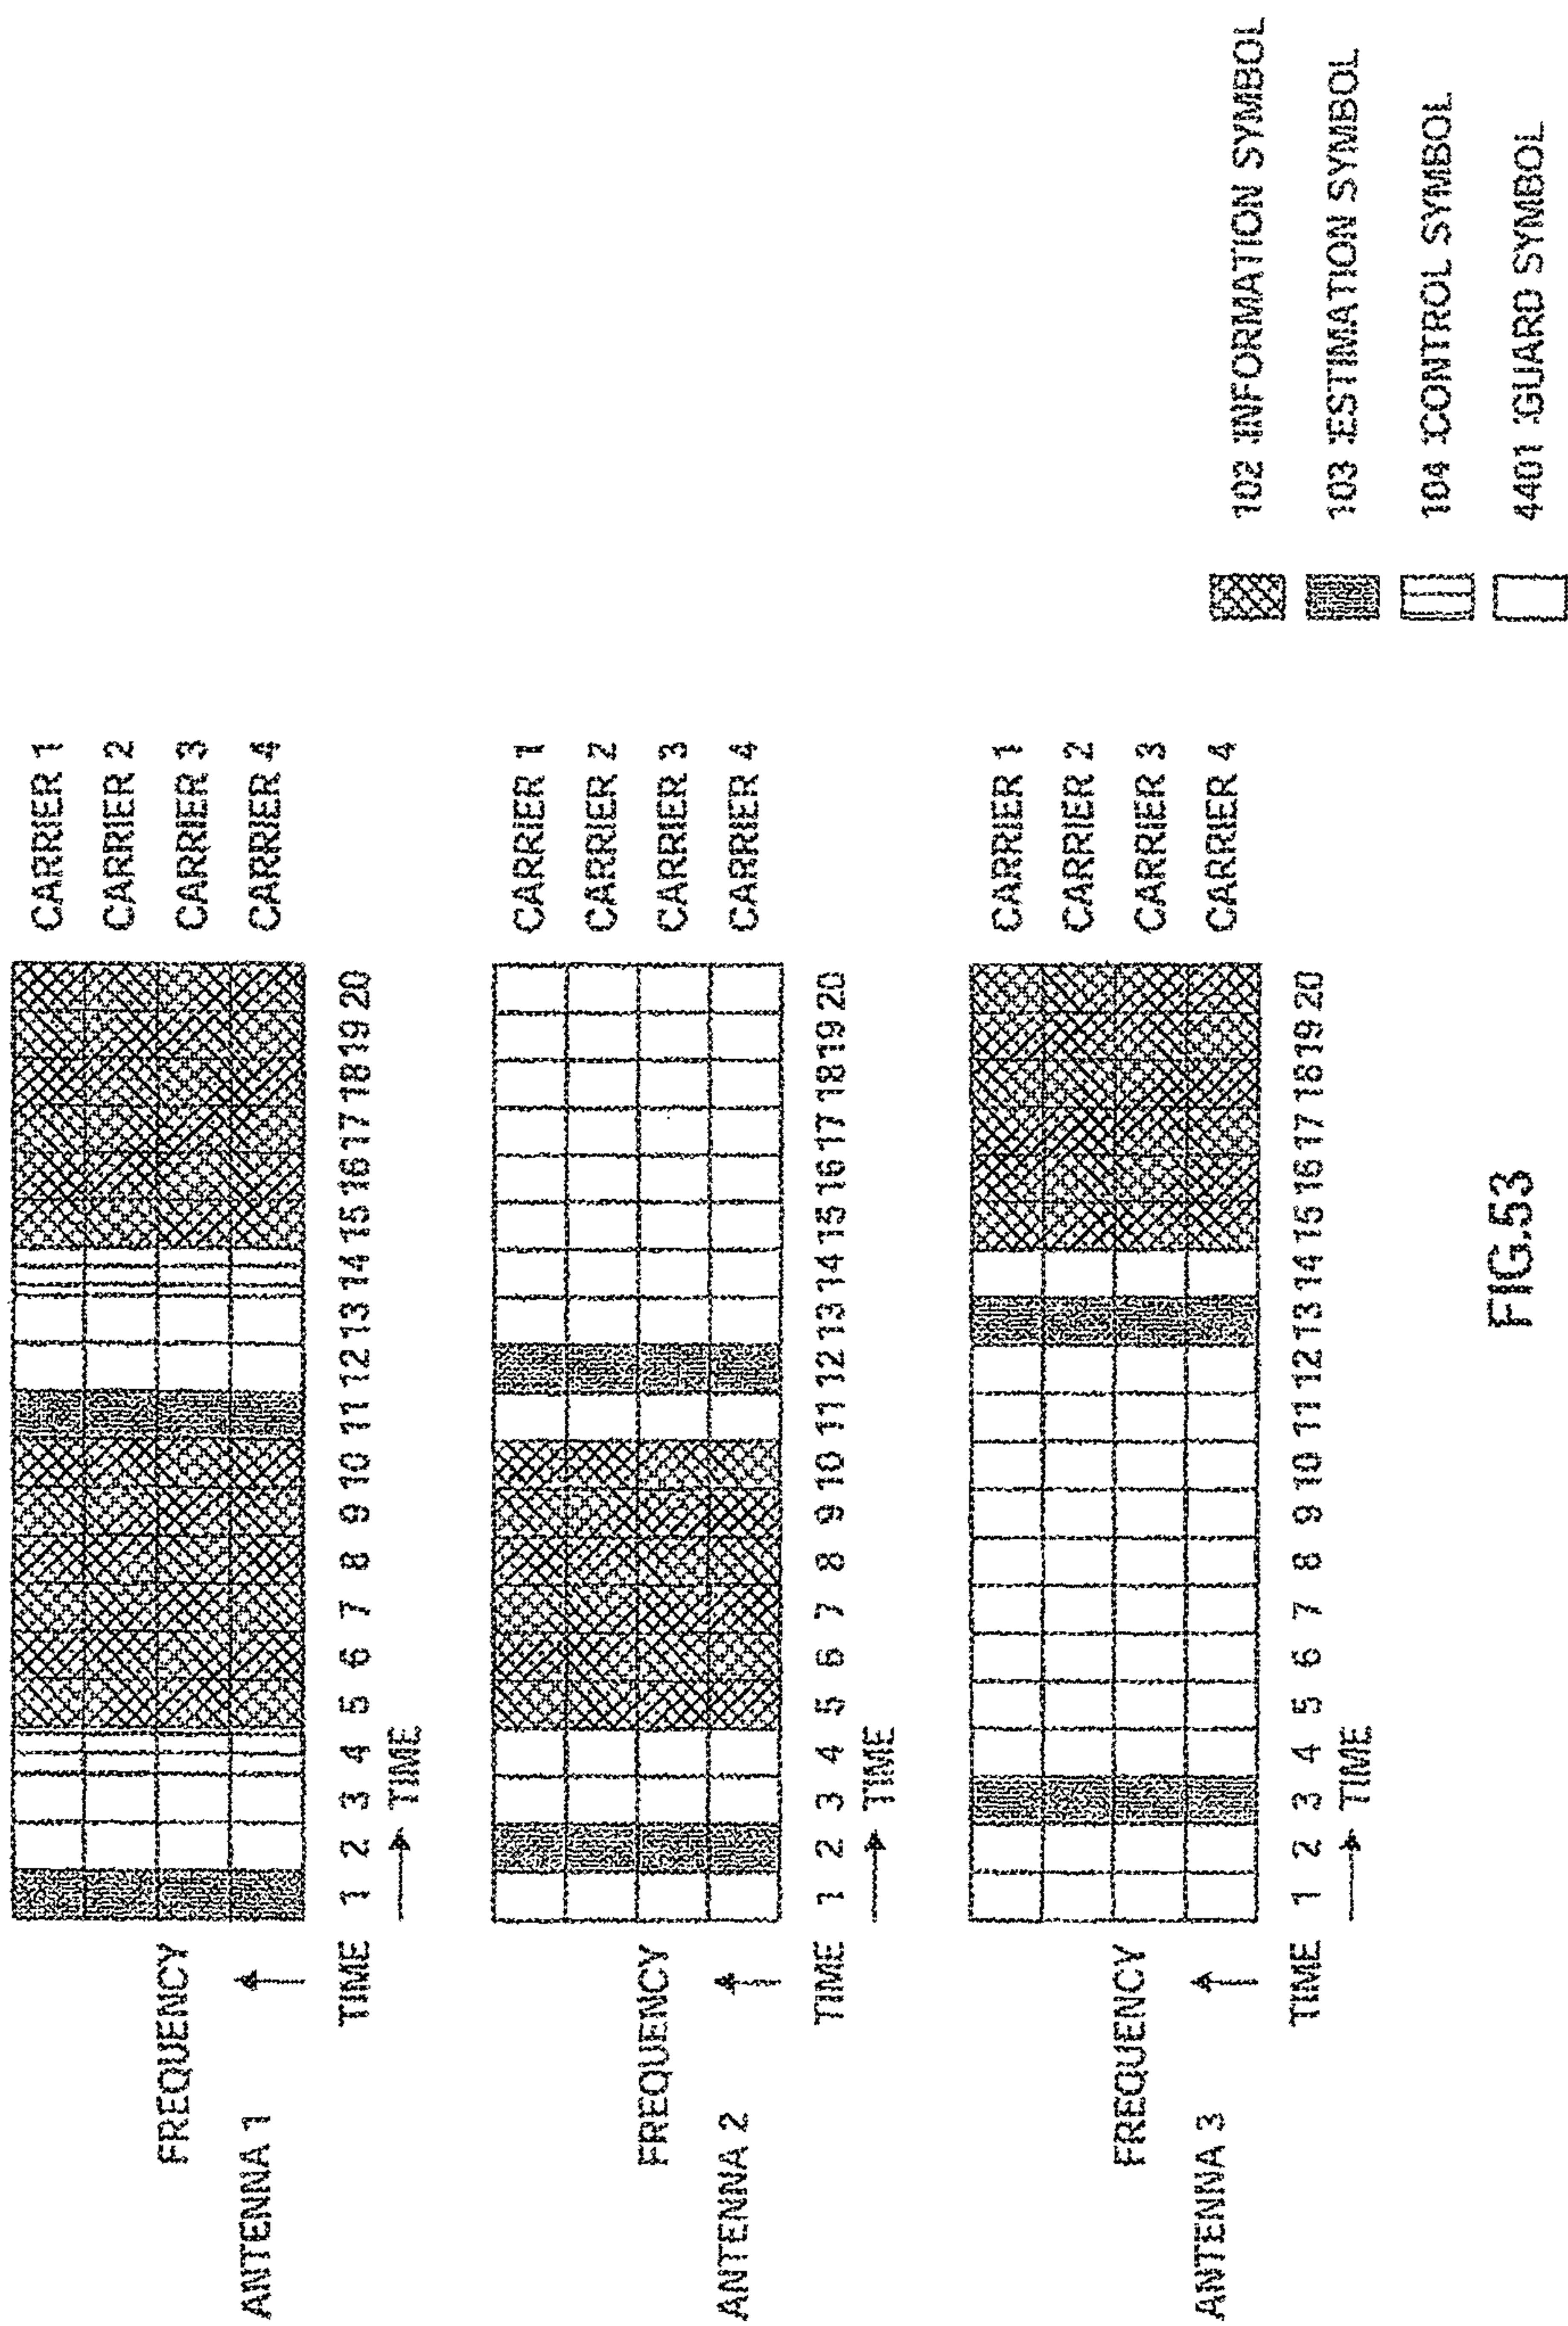 CARRIER 1
CARRIER 2
CARRIER 3
CARRIER 4
FREQUENCY
ANTENNA 1
TIME 1 2 3 4 5 6 7 8 9 10 11 12 13 14 15 16 17 18 19 20
TIME
CARRIER 1
CARRIER 2
CARRIER 3
CARRIER 4
FREQUENCY
ANTENNA 2
TIME 1 2 3 4 5 6 7 8 9 10 11 12 13 14 15 16 17 18 19 20
TIME
CARRIER 1
CARRIER 2
CARRIER 3
CARRIER 4
FREQUENCY
ANTENNA 3
TIME 1 2 3 4 5 6 7 8 9 10 11 12 13 14 15 16 17 18 19 20
TIME
102 :INFORMATION SYMBOL
103 :ESTIMATION SYMBOL
104 :CONTROL SYMBOL
4401 :GUARD SYMBOL
FIG.53